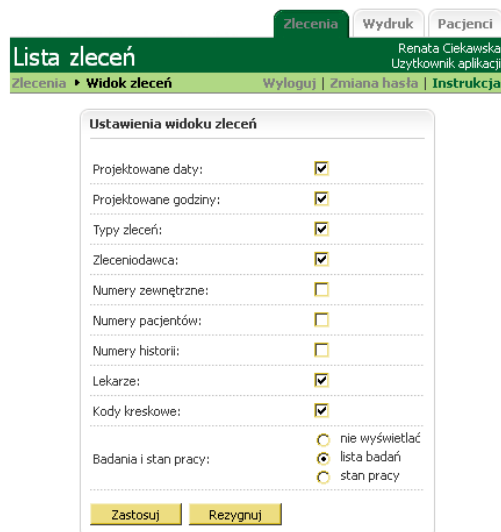 Zlecenia Wydruk Pacjenci
Lista zleceń
Renata Ciekawska
Uzytkownik aplikacji
Zlecenia ▸ Widok zleceń Wyloguj | Zmiana hasła | Instrukcja
Ustawienia widoku zleceń
Projektowane daty:
Projektowane godziny:
Typy zleceń:
Zleceniodawca:
Numery zewnętrzne:
Numery pacjentów:
Numery historii:
Lekarze:
Kody kreskowe:
Badania i stan pracy:
nie wyświetlać
lista badań
stan pracy
Zastosuj Rezygnuj